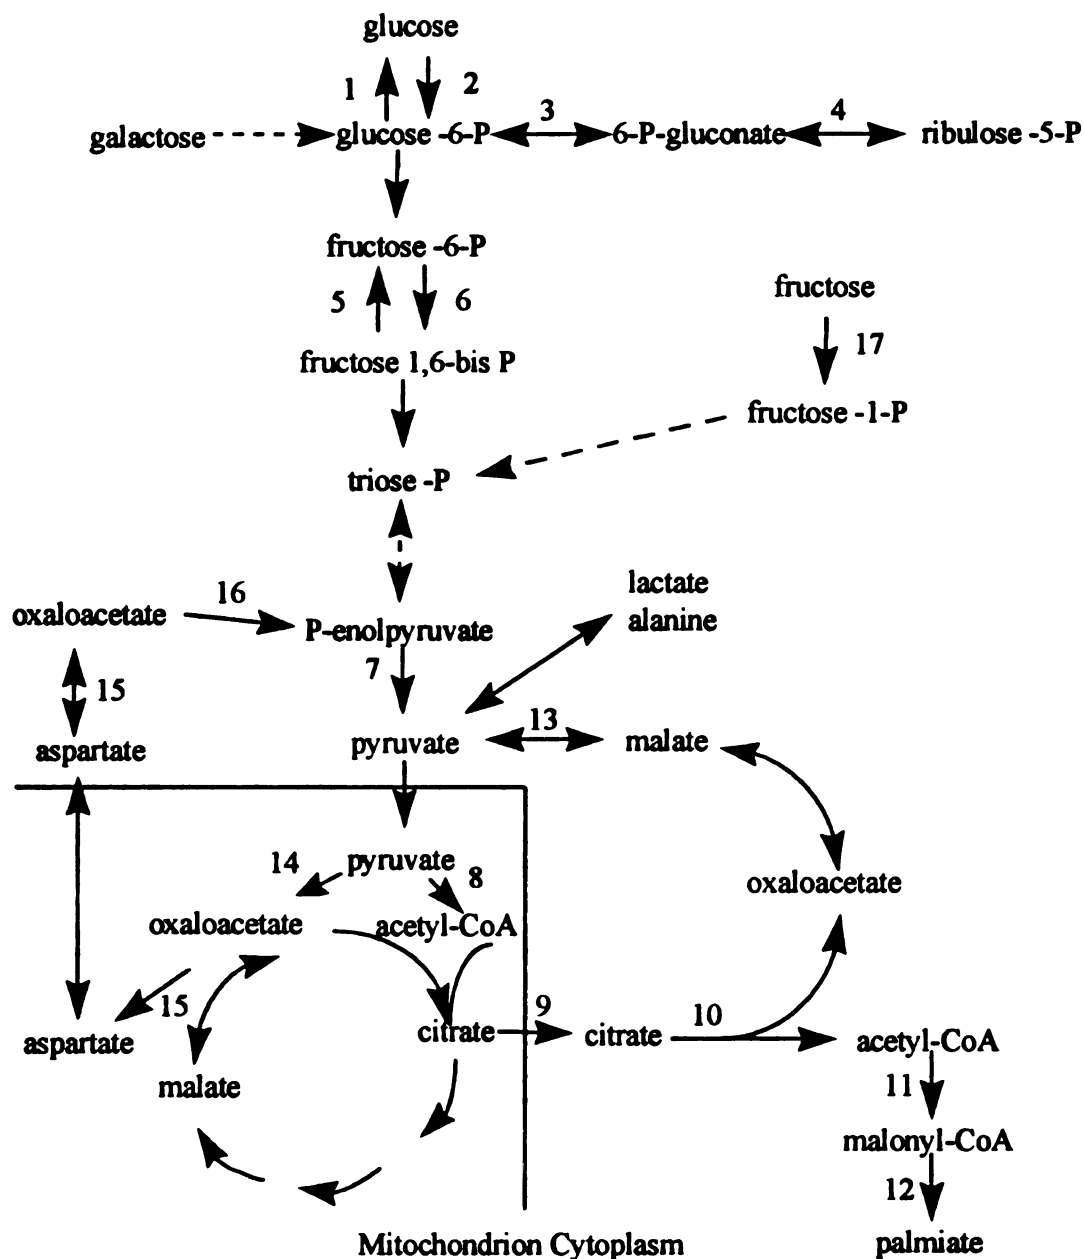 glucose
1
2
galactose
glucose -6-P
3
6-P-gluconate
4
ribulose -5-P
fructose -6-P
5
6
fructose
17
fructose 1,6-bis P
fructose -1-P
triose -P
oxaloacetate
16
P-enolpyruvate
lactate
alanine
7
15
aspartate
pyruvate
13
malate
14
pyruvate
8
oxaloacetate
oxaloacetate
acetyl-CoA
15
aspartate
malate
citrate
9
citrate
10
acetyl-CoA
11
malonyl-CoA
12
palmiate
Mitochondrion Cytoplasm